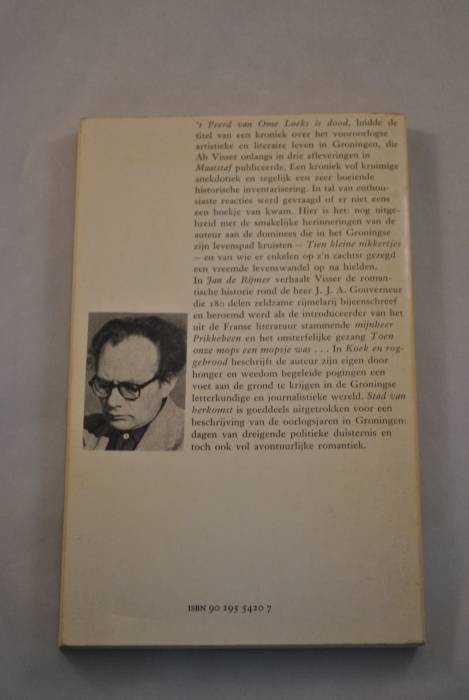 't Peerd van Ome Loeks is dood, luidde de
titel van een kroniek over het vooroorlogse
artistieke en literaire leven in Groningen, die
Ab Visser onlangs in drie afleveringen in
Maatstaf publiceerde. Een kroniek vol kruimige
anekdotiek en tegelijk een zeer boeiende
historische inventarisering. In tal van enthou-
siaste reacties werd gevraagd of er niet eens
een boekje van kwam. Hier is het: nog uitge-
breid met de smakelijke herinneringen van de
auteur aan de dominees die in het Groningse
zijn levenspad kruisten — Tien kleine nikkertjes
— en van wie er enkelen op z'n zachtst gezegd
een vreemde levenswandel op na hielden.
In Jan de Rijmer verhaalt Visser de roman-
tische historie rond de heer J. J. A. Gouverneur
die 180 delen zeldzame rijmelarij bijeenschreef
en beroemd werd als de introduceerder van het
uit de Franse literatuur stammende mijnheer
Prikkebeen en het onsterfelijke gezang Toen
onze mops een mopsje was . . . In Koek en rog-
gebrood beschrijft de auteur zijn eigen door
honger en weedom begeleide pogingen een
voet aan de grond te krijgen in de Groningse
letterkundige en journalistieke wereld. Stad van
herkomst is goeddeels uitgetrokken voor een
beschrijving van de oorlogsjaren in Groningen:
dagen van dreigende politieke duisternis en
toch ook vol avontuurlijke romantiek.
ISBN 90 295 5420 7